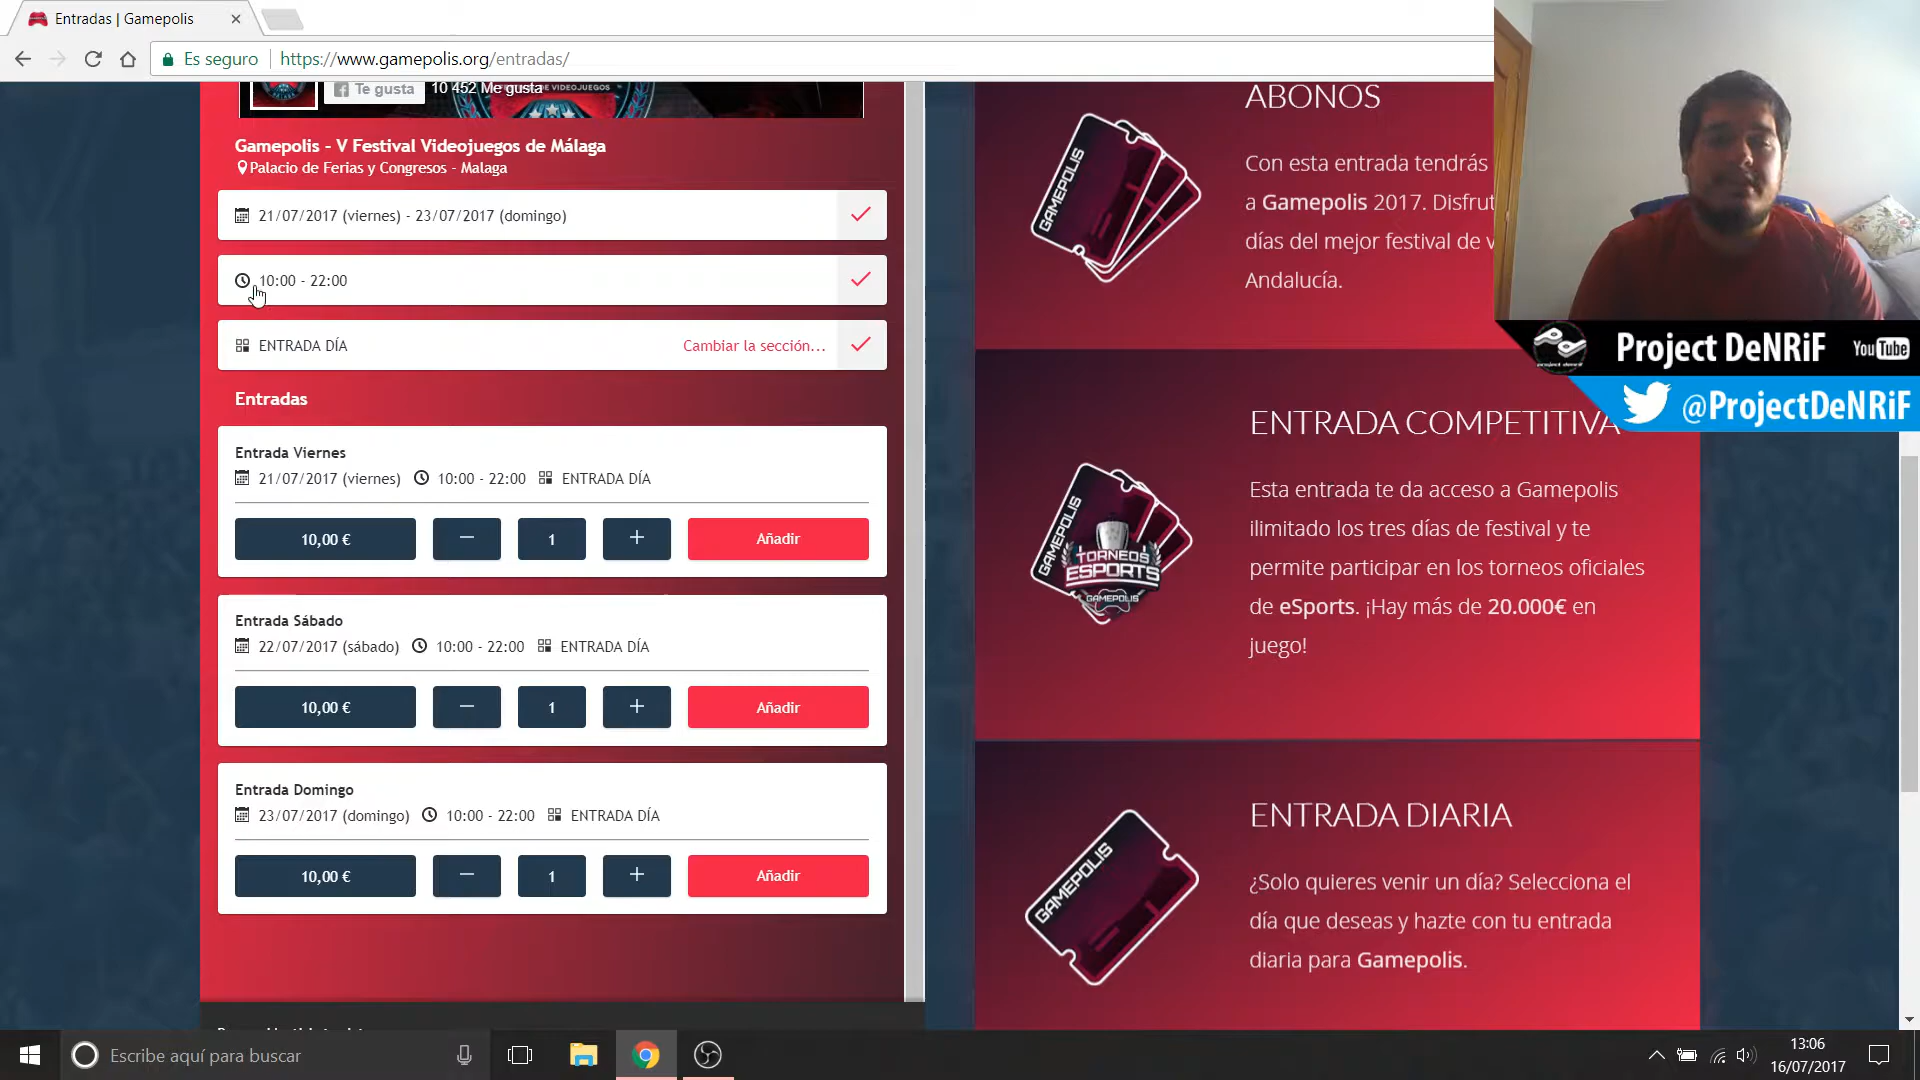 Entradas | Gamepolis
Es seguro
https://www.gamepolis.org/entradas/
Te gusta
10 452 Me gusta
DE VIDEOJUEGOS
Gamepolis - V Festival Videojuegos de Málaga
Palacio de Ferias y Congresos - Malaga
21/07/2017 (viernes) - 23/07/2017 (domingo)
10:00 - 22:00
ENTRADA DÍA
Cambiar la sección...
Entradas
Entrada Viernes
21/07/2017 (viernes) 10:00 - 22:00 ENTRADA DÍA
10,00 € − 1 + Añadir
Entrada Sábado
22/07/2017 (sábado) 10:00 - 22:00 ENTRADA DÍA
10,00 € − 1 + Añadir
Entrada Domingo
23/07/2017 (domingo) 10:00 - 22:00 ENTRADA DÍA
10,00 € − 1 + Añadir
ABONOS
GAMEPOLIS
Con esta entrada tendrás
a Gamepolis 2017. Disfrut
días del mejor festival de v
Andalucía.
Project DeNRiF
YouTube
@ProjectDeNRiF
ENTRADA COMPETITIVA
GAMEPOLIS
TORNEOS
ESPORTS
GAMEPOLIS
Esta entrada te da acceso a Gamepolis
ilimitado los tres días de festival y te
permite participar en los torneos oficiales
de eSports. ¡Hay más de 20.000€ en
juego!
ENTRADA DIARIA
GAMEPOLIS
¿Solo quieres venir un día? Selecciona el
día que deseas y hazte con tu entrada
diaria para Gamepolis.
Escribe aquí para buscar
13:06
16/07/2017